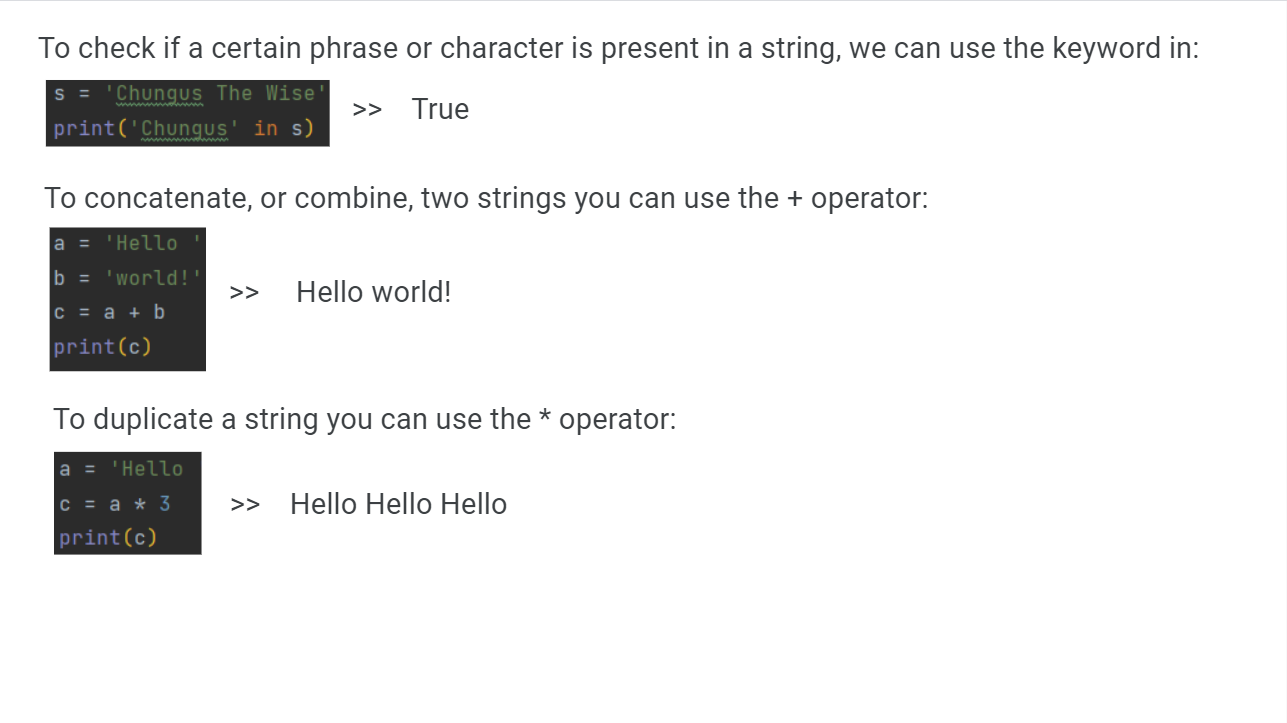 To check if a certain phrase or character is present in a string, we can use the keyword in:
s = 'Chungus The Wise'
print('Chungus' in s)
>> True
To concatenate, or combine, two strings you can use the + operator:
a = 'Hello '
b = 'world!'
c = a + b
print(c)
>> Hello world!
To duplicate a string you can use the * operator:
a = 'Hello
c = a * 3
print(c)
>> Hello Hello Hello